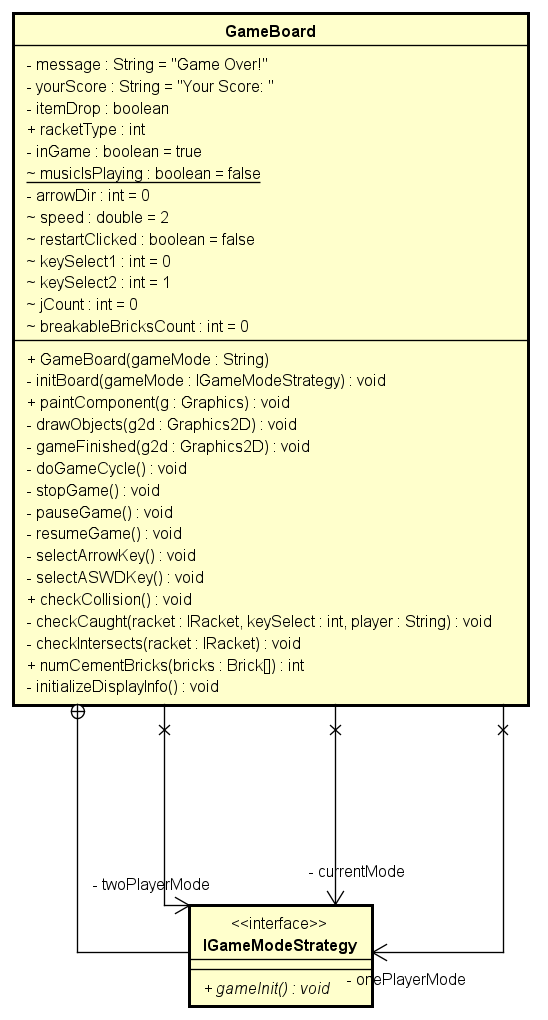 GameBoard
- message : String = "Game Over!"
- yourScore : String = "Your Score: "
- itemDrop : boolean
+ racketType : int
- inGame : boolean = true
~ musicIsPlaying : boolean = false
- arrowDir : int = 0
~ speed : double = 2
~ restartClicked : boolean = false
~ keySelect1 : int = 0
~ keySelect2 : int = 1
~ jCount : int = 0
~ breakableBricksCount : int = 0
+ GameBoard(gameMode : String)
- initBoard(gameMode : IGameModeStrategy) : void
+ paintComponent(g : Graphics) : void
- drawObjects(g2d : Graphics2D) : void
- gameFinished(g2d : Graphics2D) : void
- doGameCycle() : void
- stopGame() : void
- pauseGame() : void
- resumeGame() : void
- selectArrowKey() : void
- selectASWDKey() : void
+ checkCollision() : void
- checkCaught(racket : IRacket, keySelect : int, player : String) : void
- checkIntersects(racket : IRacket) : void
+ numCementBricks(bricks : Brick[]) : int
- initializeDisplayInfo() : void
- currentMode
- twoPlayerMode
<<interface>>
IGameModeStrategy
- onePlayerMode
+ gameInit() : void